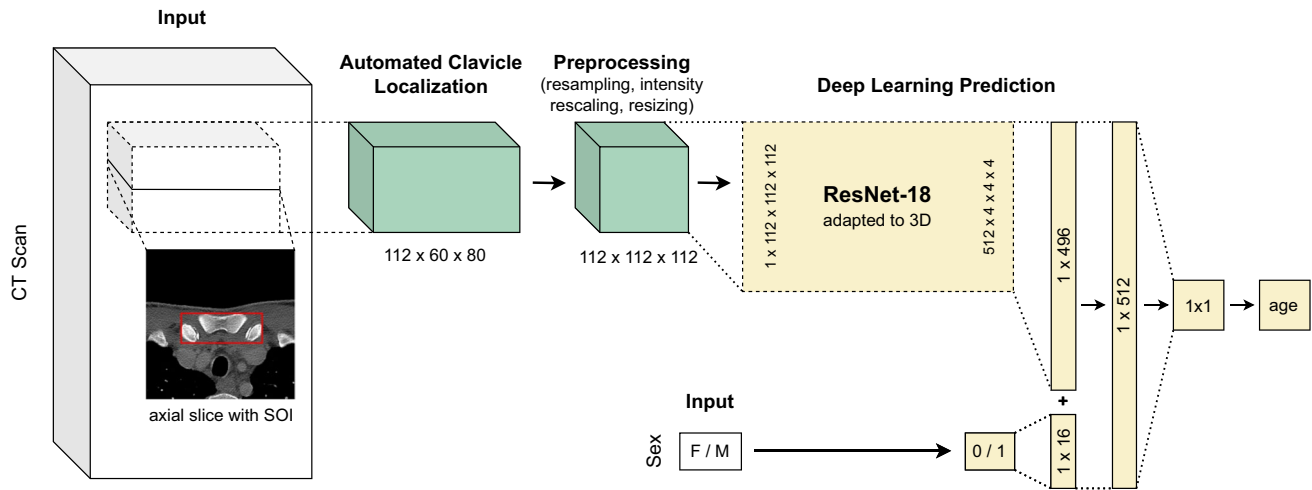 Input
CT Scan
axial slice with SOI
Automated Clavicle
Localization
112 x 60 x 80
Preprocessing
(resampling, intensity
rescaling, resizing)
112 x 112 x 112
Deep Learning Prediction
1 x 112 x 112 x 112
ResNet-18
adapted to 3D
512 x 4 x 4 x 4
1 x 496
+
1 x 16
1 x 512
1x1
age
Input
Sex
F / M
0 / 1